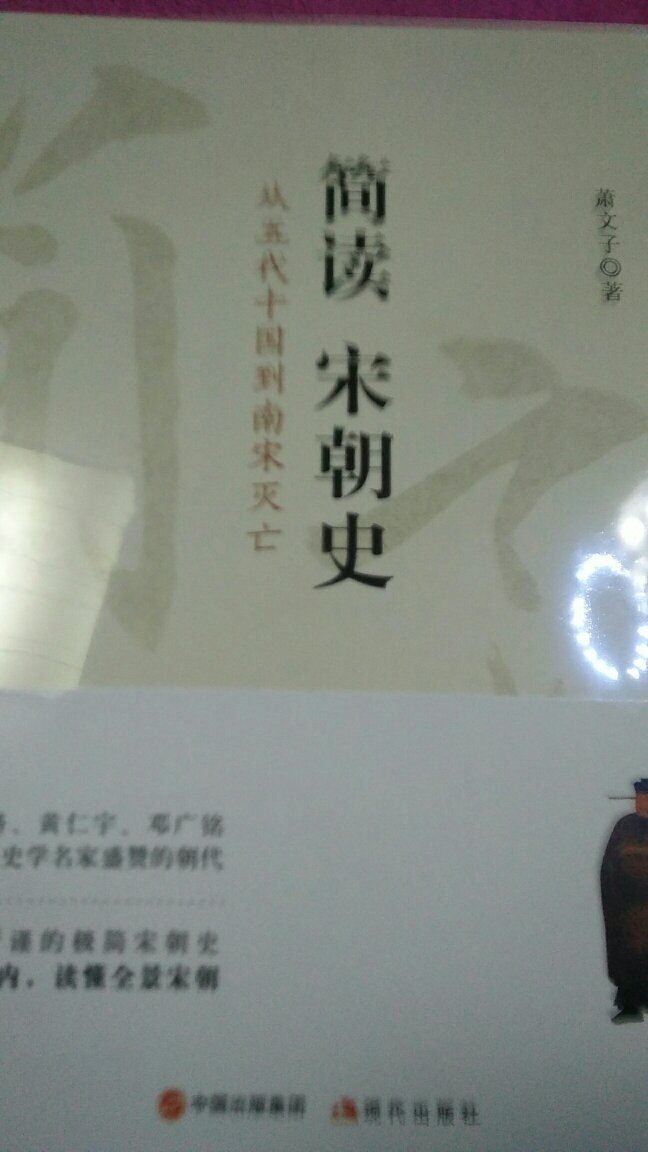 萧文子◎著
简读 宋朝史
从五代十国到南宋灭亡
、黄仁宇、邓广铭
史学名家盛赞的朝代
谨的极简宋朝史
内，读懂全景宋朝
中国出版集团 现代出版社